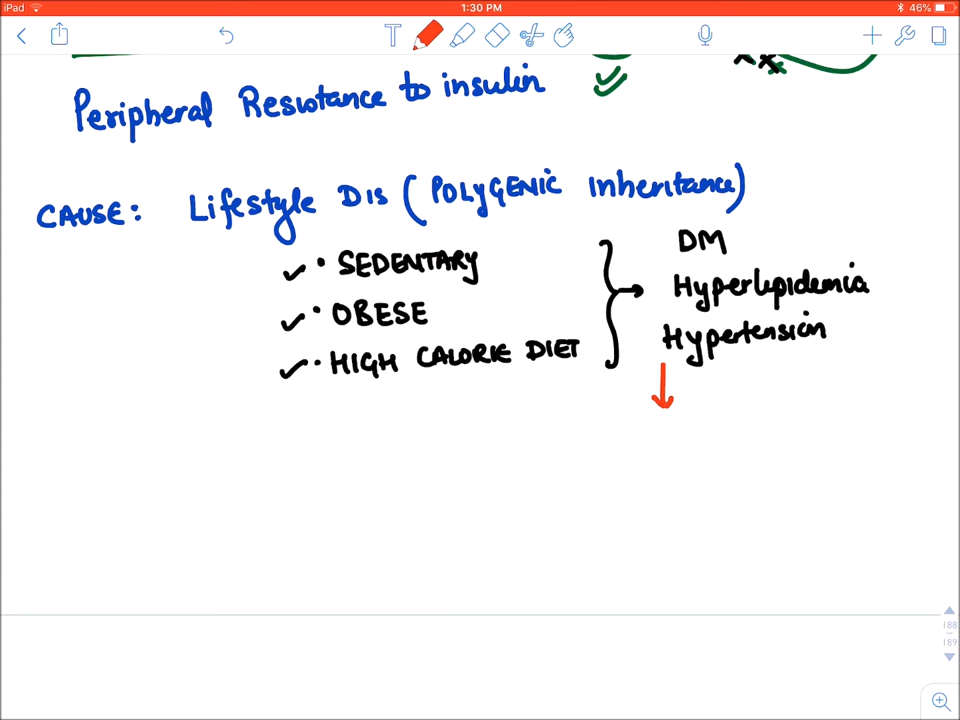 iPad 1:30 PM 46%
T
Peripheral Resistance to insulin
CAUSE: Lifestyle DIS (POLYGENIC Inheritance)
• SEDENTARY
• OBESE
• HIGH CALORIE DIET
DM
Hyperlipidemia
Hypertension
188
189